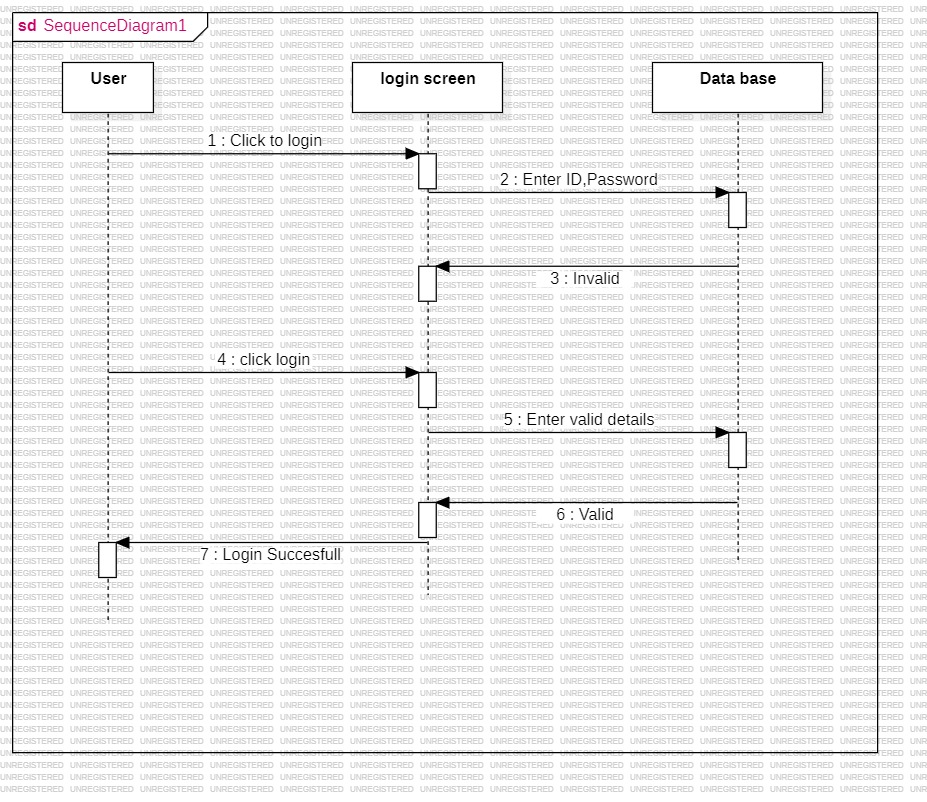 sd SequenceDiagram1
User
login screen
Data base
1 : Click to login
2 : Enter ID,Password
3 : Invalid
4 : click login
5 : Enter valid details
6 : Valid
7 : Login Succesfull
UNREGISTERED